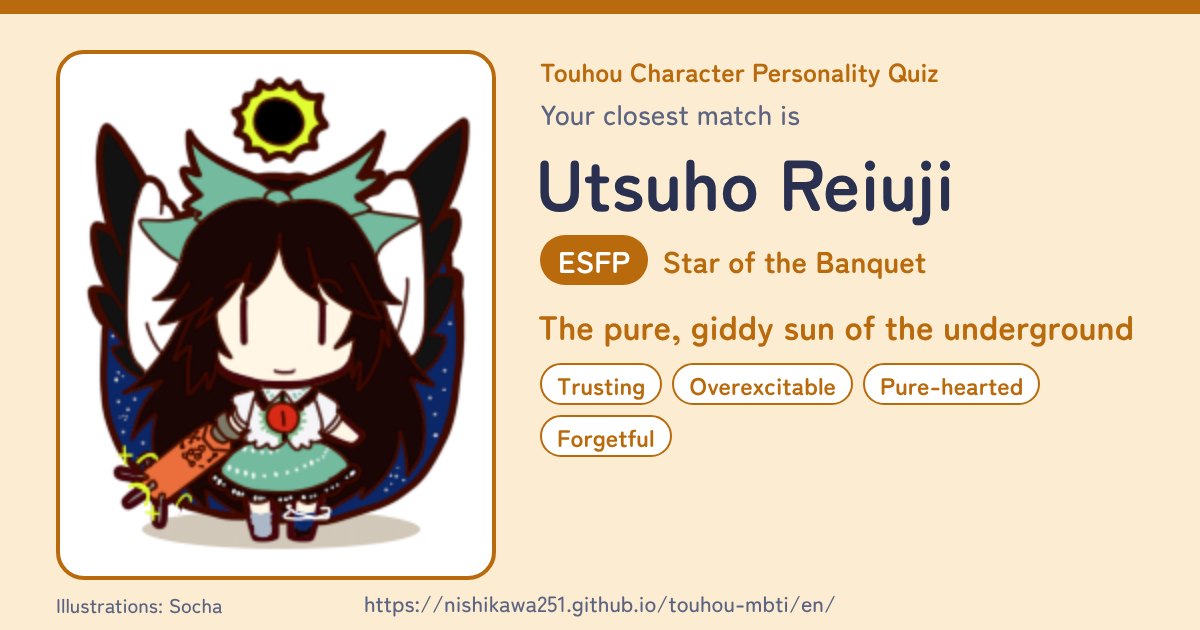 Touhou Character Personality Quiz
Your closest match is
Utsuho Reiuji
ESFP Star of the Banquet
The pure, giddy sun of the underground
Trusting Overexcitable Pure-hearted
Forgetful
Illustrations: Socha https://nishikawa251.github.io/touhou-mbti/en/